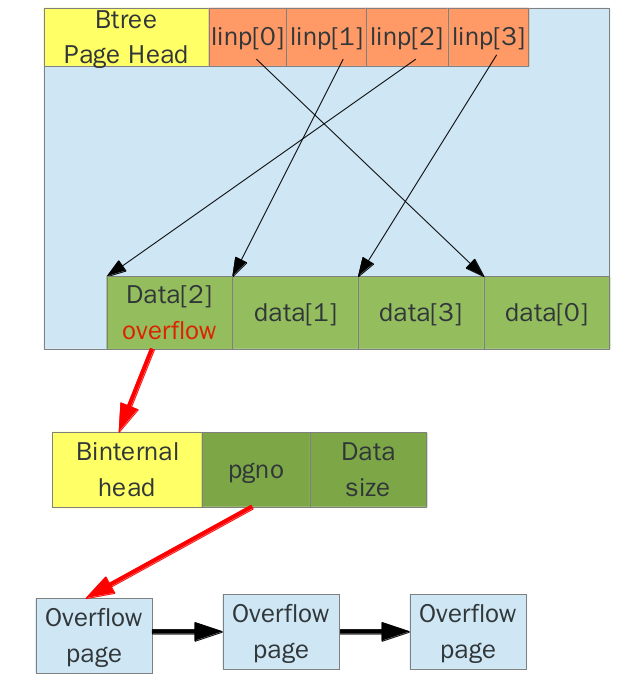 Btree
Page Head
linp[0] linp[1] linp[2] linp[3]
Data[2]
overflow
data[1] data[3] data[0]
Binternal
head
pgno
Data
size
Overflow
page
Overflow
page
Overflow
page